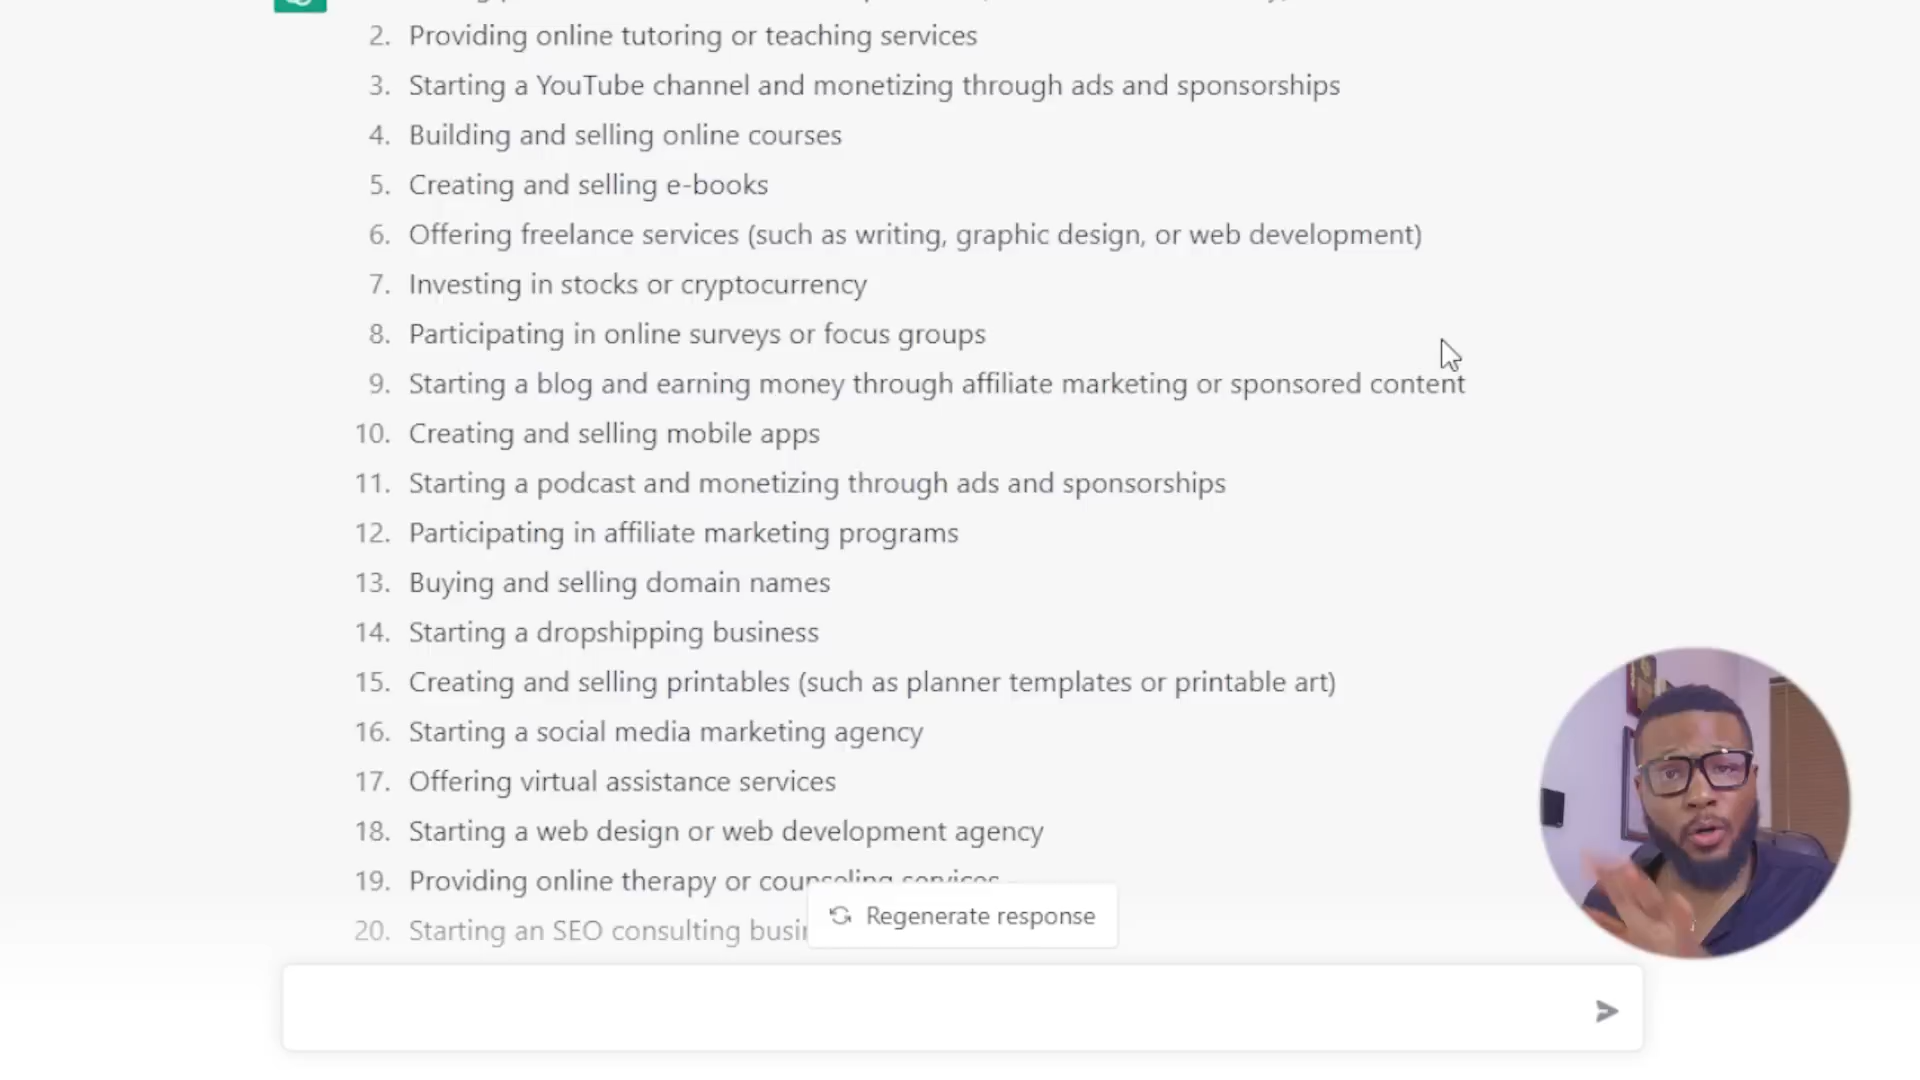 2. Providing online tutoring or teaching services
3. Starting a YouTube channel and monetizing through ads and sponsorships
4. Building and selling online courses
5. Creating and selling e-books
6. Offering freelance services (such as writing, graphic design, or web development)
7. Investing in stocks or cryptocurrency
8. Participating in online surveys or focus groups
9. Starting a blog and earning money through affiliate marketing or sponsored content
10. Creating and selling mobile apps
11. Starting a podcast and monetizing through ads and sponsorships
12. Participating in affiliate marketing programs
13. Buying and selling domain names
14. Starting a dropshipping business
15. Creating and selling printables (such as planner templates or printable art)
16. Starting a social media marketing agency
17. Offering virtual assistance services
18. Starting a web design or web development agency
19. Providing online therapy or counseling services
20. Starting an SEO consulting busi
Regenerate response